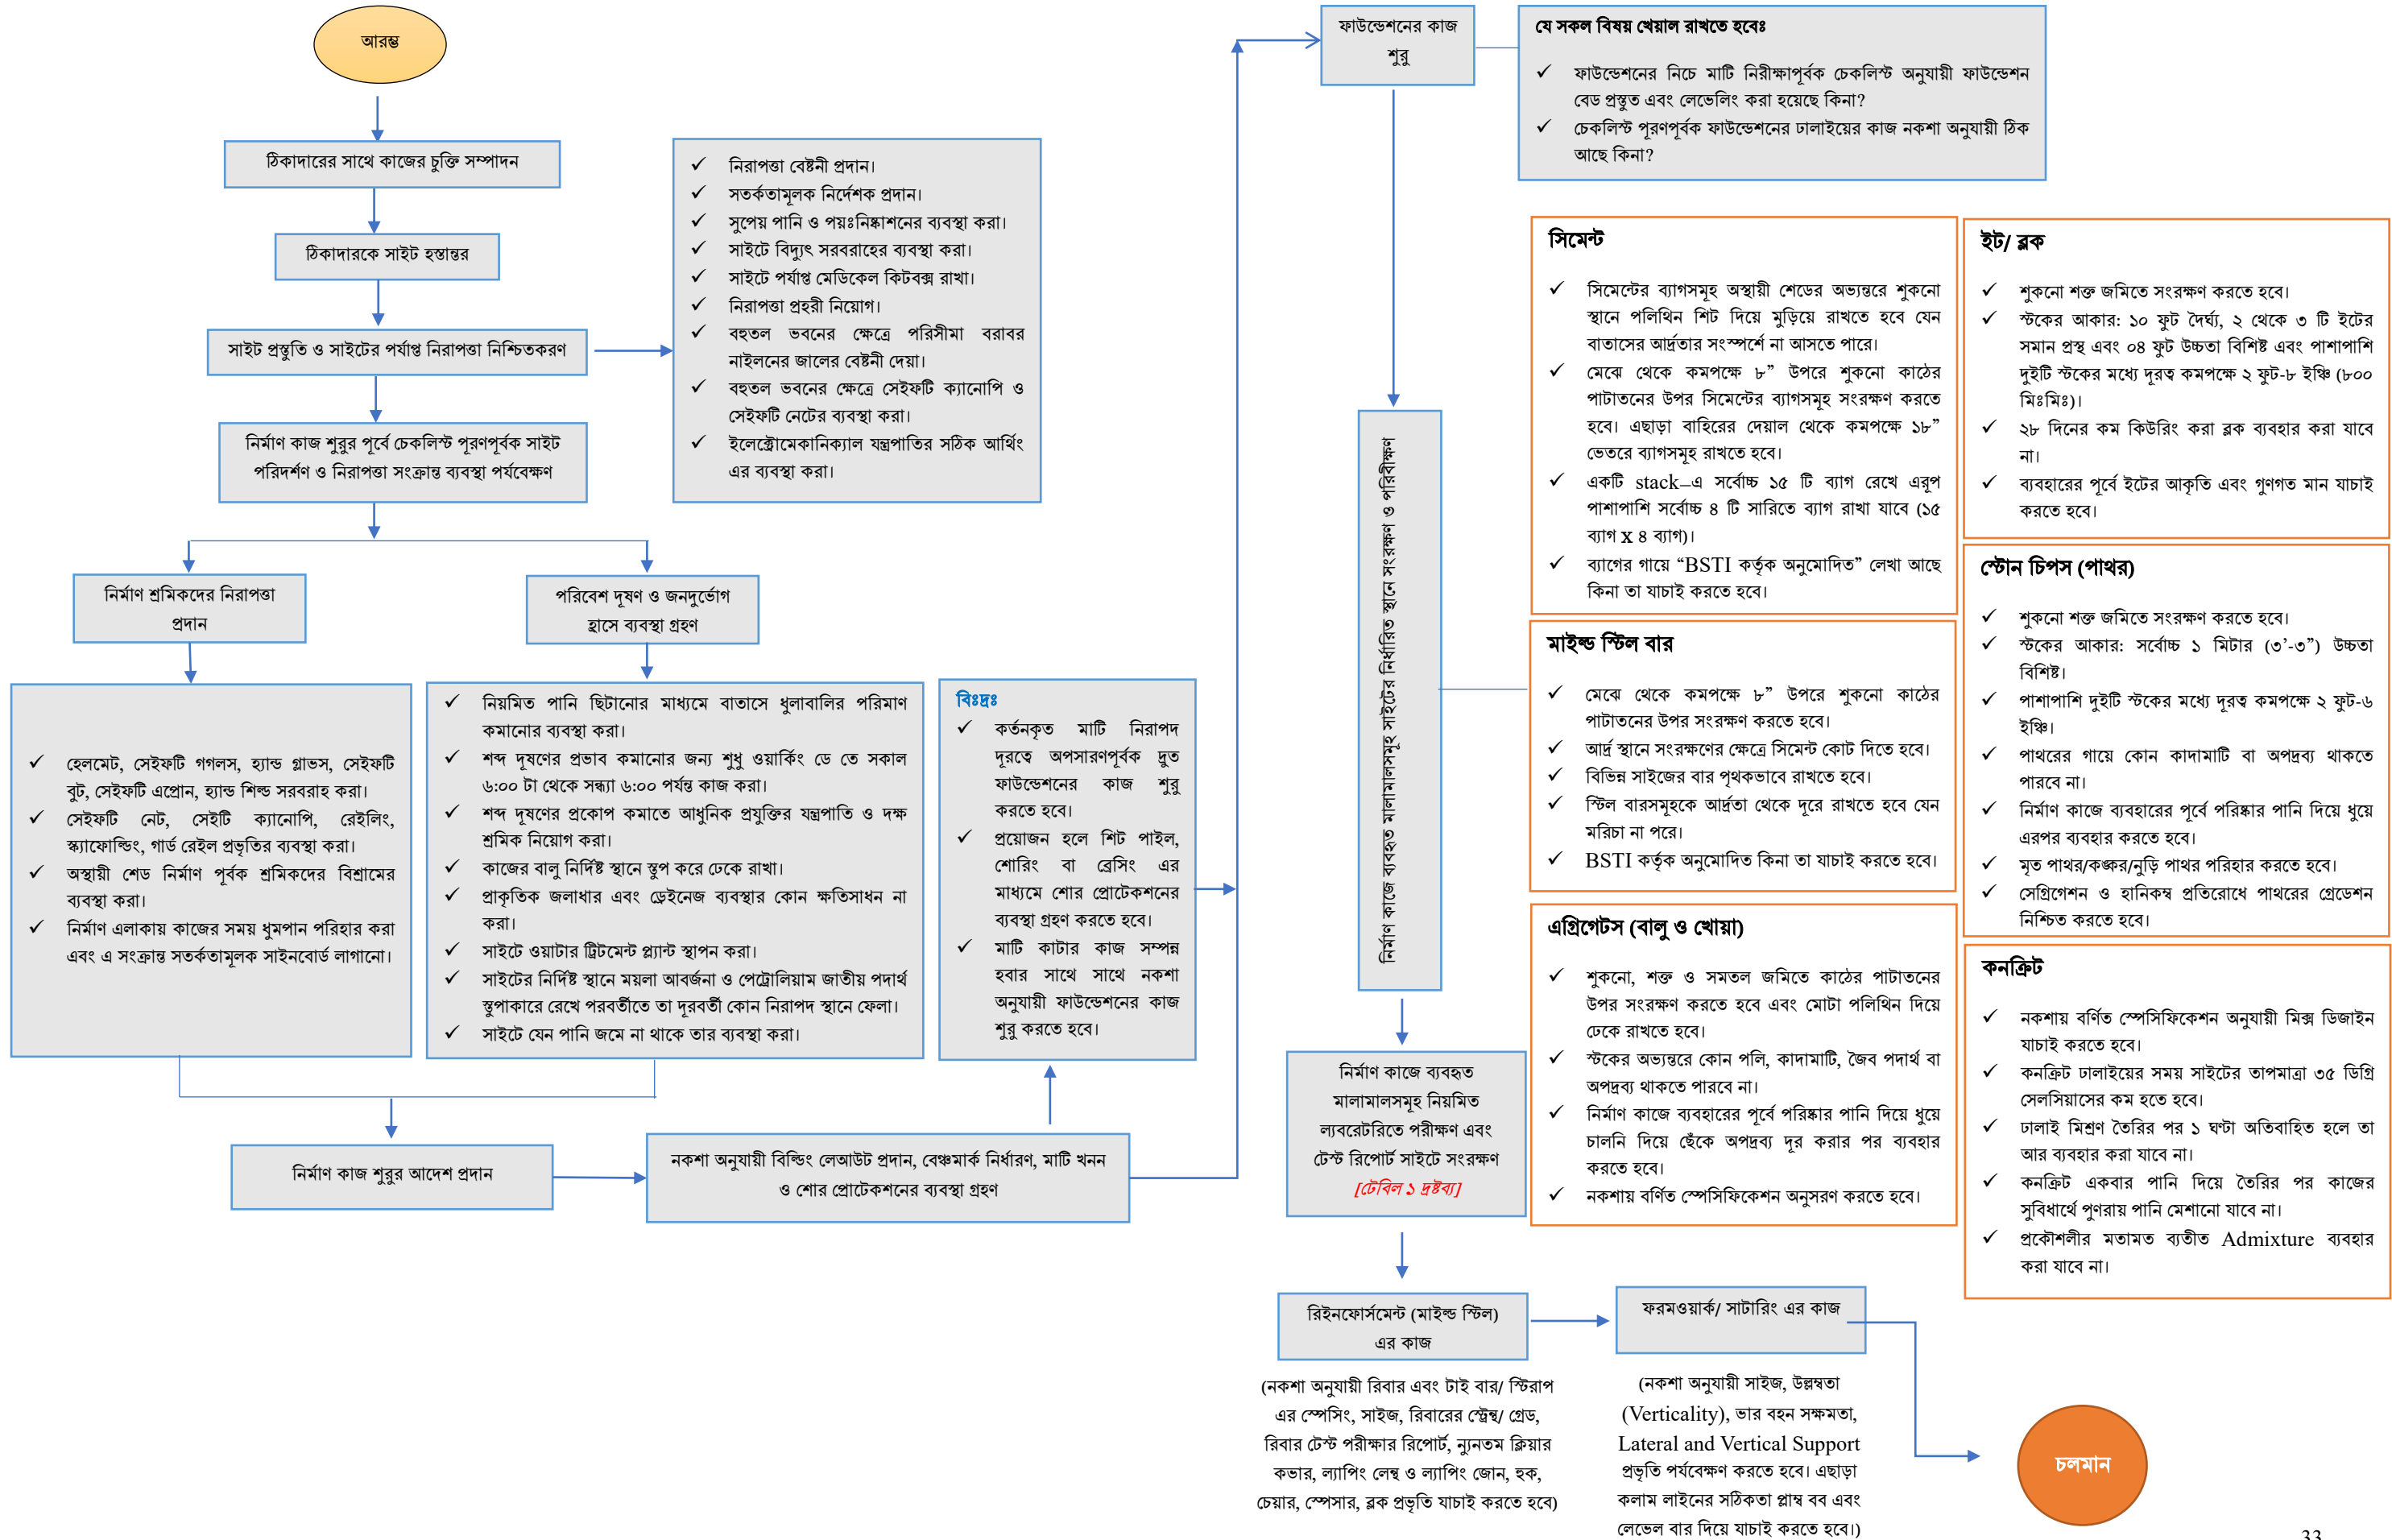 আরম্ভ
ঠিকাদারের সাথে কাজের চুক্তি সম্পাদন
ঠিকাদারকে সাইট হস্তান্তর
সাইট প্রস্তুতি ও সাইটের পর্যাপ্ত নিরাপত্তা নিশ্চিতকরণ
নির্মাণ কাজ শুরুর পূর্বে চেকলিস্ট পূরণপূর্বক সাইট
পরিদর্শণ ও নিরাপত্তা সংক্রান্ত ব্যবস্থা পর্যবেক্ষণ
✓ নিরাপত্তা বেষ্টনী প্রদান।
✓ সতর্কতামূলক নির্দেশক প্রদান।
✓ সুপেয় পানি ও পয়ঃনিষ্কাশনের ব্যবস্থা করা।
✓ সাইটে বিদ্যুৎ সরবরাহের ব্যবস্থা করা।
✓ সাইটে পর্যাপ্ত মেডিকেল কিটবক্স রাখা।
✓ নিরাপত্তা প্রহরী নিয়োগ।
✓ বহুতল ভবনের ক্ষেত্রে পরিসীমা বরাবর
নাইলনের জালের বেষ্টনী দেয়া।
✓ বহুতল ভবনের ক্ষেত্রে সেইফটি ক্যানোপি ও
সেইফটি নেটের ব্যবস্থা করা।
✓ ইলেক্ট্রোমেকানিক্যাল যন্ত্রপাতির সঠিক আর্থিং
এর ব্যবস্থা করা।
নির্মাণ শ্রমিকদের নিরাপত্তা
প্রদান
✓ হেলমেট, সেইফটি গগলস, হ্যান্ড গ্লাভস, সেইফটি
বুট, সেইফটি এপ্রোন, হ্যান্ড শিল্ড সরবরাহ করা।
✓ সেইফটি নেট, সেইটি ক্যানোপি, রেইলিং,
স্ক্যাফোল্ডিং, গার্ড রেইল প্রভৃতির ব্যবস্থা করা।
✓ অস্থায়ী শেড নির্মাণ পূর্বক শ্রমিকদের বিশ্রামের
ব্যবস্থা করা।
✓ নির্মাণ এলাকায় কাজের সময় ধুমপান পরিহার করা
এবং এ সংক্রান্ত সতর্কতামূলক সাইনবোর্ড লাগানো।
পরিবেশ দূষণ ও জনদুর্ভোগ
হ্রাসে ব্যবস্থা গ্রহণ
✓ নিয়মিত পানি ছিটানোর মাধ্যমে বাতাসে ধুলাবালির পরিমাণ
কমানোর ব্যবস্থা করা।
✓ শব্দ দূষণের প্রভাব কমানোর জন্য শুধু ওয়ার্কিং ডে তে সকাল
৬:০০ টা থেকে সন্ধ্যা ৬:০০ পর্যন্ত কাজ করা।
✓ শব্দ দূষণের প্রকোপ কমাতে আধুনিক প্রযুক্তির যন্ত্রপাতি ও দক্ষ
শ্রমিক নিয়োগ করা।
✓ কাজের বালু নির্দিষ্ট স্থানে স্তুপ করে ঢেকে রাখা।
✓ প্রাকৃতিক জলাধার এবং ড্রেইনেজ ব্যবস্থার কোন ক্ষতিসাধন না
করা।
✓ সাইটে ওয়াটার ট্রিটমেন্ট প্ল্যান্ট স্থাপন করা।
✓ সাইটের নির্দিষ্ট স্থানে ময়লা আবর্জনা ও পেট্রোলিয়াম জাতীয় পদার্থ
স্তুপাকারে রেখে পরবর্তীতে তা দূরবর্তী কোন নিরাপদ স্থানে ফেলা।
✓ সাইটে যেন পানি জমে না থাকে তার ব্যবস্থা করা।
বিঃদ্রঃ
✓ কর্তনকৃত মাটি নিরাপদ
দূরত্বে অপসারণপূর্বক দ্রুত
ফাউন্ডেশনের কাজ শুরু
করতে হবে।
✓ প্রয়োজন হলে শিট পাইল,
শোরিং বা ব্রেসিং এর
মাধ্যমে শোর প্রোটেকশনের
ব্যবস্থা গ্রহণ করতে হবে।
✓ মাটি কাটার কাজ সম্পন্ন
হবার সাথে সাথে নকশা
অনুযায়ী ফাউন্ডেশনের কাজ
শুরু করতে হবে।
নির্মাণ কাজ শুরুর আদেশ প্রদান
নকশা অনুযায়ী বিল্ডিং লেআউট প্রদান, বেঞ্চমার্ক নির্ধারণ, মাটি খনন
ও শোর প্রোটেকশনের ব্যবস্থা গ্রহণ
ফাউন্ডেশনের কাজ
শুরু
যে সকল বিষয় খেয়াল রাখতে হবেঃ
✓ ফাউন্ডেশনের নিচে মাটি নিরীক্ষাপূর্বক চেকলিস্ট অনুযায়ী ফাউন্ডেশন
বেড প্রস্তুত এবং লেভেলিং করা হয়েছে কিনা?
✓ চেকলিস্ট পূরণপূর্বক ফাউন্ডেশনের ঢালাইয়ের কাজ নকশা অনুযায়ী ঠিক
আছে কিনা?
নির্মাণ কাজে ব্যবহৃত মালামালসমূহ সাইটের নির্ধারিত স্থানে সংরক্ষণ ও পরিবীক্ষণ
সিমেন্ট
✓ সিমেন্টের ব্যাগসমূহ অস্থায়ী শেডের অভ্যন্তরে শুকনো
স্থানে পলিথিন শিট দিয়ে মুড়িয়ে রাখতে হবে যেন
বাতাসের আর্দ্রতার সংস্পর্শে না আসতে পারে।
✓ মেঝে থেকে কমপক্ষে ৮” উপরে শুকনো কাঠের
পাটাতনের উপর সিমেন্টের ব্যাগসমূহ সংরক্ষণ করতে
হবে। এছাড়া বাহিরের দেয়াল থেকে কমপক্ষে ১৮”
ভেতরে ব্যাগসমূহ রাখতে হবে।
✓ একটি stack–এ সর্বোচ্চ ১৫ টি ব্যাগ রেখে এরূপ
পাশাপাশি সর্বোচ্চ ৪ টি সারিতে ব্যাগ রাখা যাবে (১৫
ব্যাগ x ৪ ব্যাগ)।
✓ ব্যাগের গায়ে “BSTI কর্তৃক অনুমোদিত” লেখা আছে
কিনা তা যাচাই করতে হবে।
মাইল্ড স্টিল বার
✓ মেঝে থেকে কমপক্ষে ৮” উপরে শুকনো কাঠের
পাটাতনের উপর সংরক্ষণ করতে হবে।
✓ আর্দ্র স্থানে সংরক্ষণের ক্ষেত্রে সিমেন্ট কোট দিতে হবে।
✓ বিভিন্ন সাইজের বার পৃথকভাবে রাখতে হবে।
✓ স্টিল বারসমূহকে আর্দ্রতা থেকে দূরে রাখতে হবে যেন
মরিচা না পরে।
✓ BSTI কর্তৃক অনুমোদিত কিনা তা যাচাই করতে হবে।
এগ্রিগেটস (বালু ও খোয়া)
✓ শুকনো, শক্ত ও সমতল জমিতে কাঠের পাটাতনের
উপর সংরক্ষণ করতে হবে এবং মোটা পলিথিন দিয়ে
ঢেকে রাখতে হবে।
✓ স্টকের অভ্যন্তরে কোন পলি, কাদামাটি, জৈব পদার্থ বা
অপদ্রব্য থাকতে পারবে না।
✓ নির্মাণ কাজে ব্যবহারের পূর্বে পরিষ্কার পানি দিয়ে ধুয়ে
চালনি দিয়ে ছেঁকে অপদ্রব্য দূর করার পর ব্যবহার
করতে হবে।
✓ নকশায় বর্ণিত স্পেসিফিকেশন অনুসরণ করতে হবে।
ইট/ ব্লক
✓ শুকনো শক্ত জমিতে সংরক্ষণ করতে হবে।
✓ স্টকের আকার: ১০ ফুট দৈর্ঘ্য, ২ থেকে ৩ টি ইটের
সমান প্রস্থ এবং ০৪ ফুট উচ্চতা বিশিষ্ট এবং পাশাপাশি
দুইটি স্টকের মধ্যে দূরত্ব কমপক্ষে ২ ফুট-৮ ইঞ্চি (৮০০
মিঃমিঃ)।
✓ ২৮ দিনের কম কিউরিং করা ব্লক ব্যবহার করা যাবে
না।
✓ ব্যবহারের পূর্বে ইটের আকৃতি এবং গুণগত মান যাচাই
করতে হবে।
স্টোন চিপস (পাথর)
✓ শুকনো শক্ত জমিতে সংরক্ষণ করতে হবে।
✓ স্টকের আকার: সর্বোচ্চ ১ মিটার (৩’-৩”) উচ্চতা
বিশিষ্ট।
✓ পাশাপাশি দুইটি স্টকের মধ্যে দূরত্ব কমপক্ষে ২ ফুট-৬
ইঞ্চি।
✓ পাথরের গায়ে কোন কাদামাটি বা অপদ্রব্য থাকতে
পারবে না।
✓ নির্মাণ কাজে ব্যবহারের পূর্বে পরিষ্কার পানি দিয়ে ধুয়ে
এরপর ব্যবহার করতে হবে।
✓ মৃত পাথর/কঙ্কর/নুড়ি পাথর পরিহার করতে হবে।
✓ সেগ্রিগেশন ও হানিকম্ব প্রতিরোধে পাথরের গ্রেডেশন
নিশ্চিত করতে হবে।
কনক্রিট
✓ নকশায় বর্ণিত স্পেসিফিকেশন অনুযায়ী মিক্স ডিজাইন
যাচাই করতে হবে।
✓ কনক্রিট ঢালাইয়ের সময় সাইটের তাপমাত্রা ৩৫ ডিগ্রি
সেলসিয়াসের কম হতে হবে।
✓ ঢালাই মিশ্রণ তৈরির পর ১ ঘণ্টা অতিবাহিত হলে তা
আর ব্যবহার করা যাবে না।
✓ কনক্রিট একবার পানি দিয়ে তৈরির পর কাজের
সুবিধার্থে পুণরায় পানি মেশানো যাবে না।
✓ প্রকৌশলীর মতামত ব্যতীত Admixture ব্যবহার
করা যাবে না।
নির্মাণ কাজে ব্যবহৃত
মালামালসমূহ নিয়মিত
ল্যবরেটরিতে পরীক্ষণ এবং
টেস্ট রিপোর্ট সাইটে সংরক্ষণ
[টেবিল ১ দ্রষ্টব্য]
রিইনফোর্সমেন্ট (মাইল্ড স্টিল)
এর কাজ
(নকশা অনুযায়ী রিবার এবং টাই বার/ স্টিরাপ
এর স্পেসিং, সাইজ, রিবারের স্ট্রেন্থ/ গ্রেড,
রিবার টেস্ট পরীক্ষার রিপোর্ট, ন্যুনতম ক্লিয়ার
কভার, ল্যাপিং লেন্থ ও ল্যাপিং জোন, হুক,
চেয়ার, স্পেসার, ব্লক প্রভৃতি যাচাই করতে হবে)
ফরমওয়ার্ক/ সাটারিং এর কাজ
(নকশা অনুযায়ী সাইজ, উল্লম্বতা
(Verticality), ভার বহন সক্ষমতা,
Lateral and Vertical Support
প্রভৃতি পর্যবেক্ষণ করতে হবে। এছাড়া
কলাম লাইনের সঠিকতা প্লাম্ব বব এবং
লেভেল বার দিয়ে যাচাই করতে হবে।)
চলমান
33